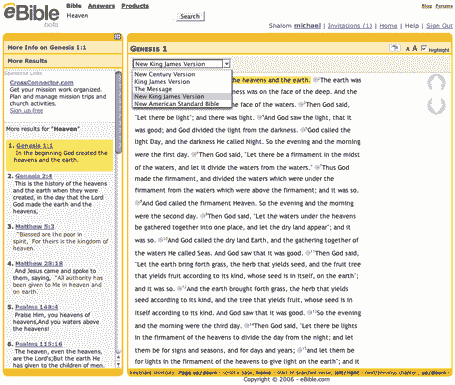 eBible
beta
Bible Answers Products
Heaven
Search
Blog Forums
Shalom michael | Invitations (1) | Home | Help | Sign Out
More Info on Genesis 1:1
More Results
Sponsored Links
CrossConnector.com
Get your mission work organized.
Plan and manage mission trips and
church activities.
Sign up free
More results for "Heaven"
1. Genesis 1:1
In the beginning God created the
heavens and the earth.
2. Genesis 2:4
This is the history of the heavens
and the earth when they were
created, in the day that the Lord
God made the earth and the
heavens,
3. Matthew 5:3
"Blessed are the poor in
spirit, For theirs is the kingdom of
heaven.
4. Matthew 28:18
And Jesus came and spoke to
them, saying, "All authority has
been given to Me in heaven and
on earth.
5. Psalms 148:4
Praise Him, you heavens of
heavens,And you waters above
the heavens!
6. Psalms 115:16
The heaven, even the heavens,
are the Lord's;But the earth He
has given to the children of men.
Genesis 1
A A highlight
New King James Version
New Century Version
King James Version
The Message
New King James Version
New American Standard Bible
the heavens and the earth. The earth was
was on the face of the deep. And the
the face of the waters. Then God said,
"Let there be light"; and there was light. And God saw the light, that it
was good; and God divided the light from the darkness. God called the
light Day, and the darkness He called Night. So the evening and the morning
were the first day. Then God said, "Let there be a firmament in the midst
of the waters, and let it divide the waters from the waters." Thus God
made the firmament, and divided the waters which were under the
firmament from the waters which were above the firmament; and it was so.
And God called the firmament Heaven. So the evening and the morning
were the second day. Then God said, "Let the waters under the heavens
be gathered together into one place, and let the dry land appear"; and it
was so. And God called the dry land Earth, and the gathering together of
the waters He called Seas. And God saw that it was good. Then God said,
"Let the earth bring forth grass, the herb that yields seed, and the fruit tree
that yields fruit according to its kind, whose seed is in itself, on the earth";
and it was so. And the earth brought forth grass, the herb that yields
seed according to its kind, and the tree that yields fruit, whose seed is in
itself according to its kind. And God saw that it was good. So the evening
and the morning were the third day. Then God said, "Let there be lights
in the firmament of the heavens to divide the day from the night; and let
them be for signs and seasons, and for days and years; and let them be
for lights in the firmament of the heavens to give light on the earth"; and it
Copyright © 2006 - eBible.com